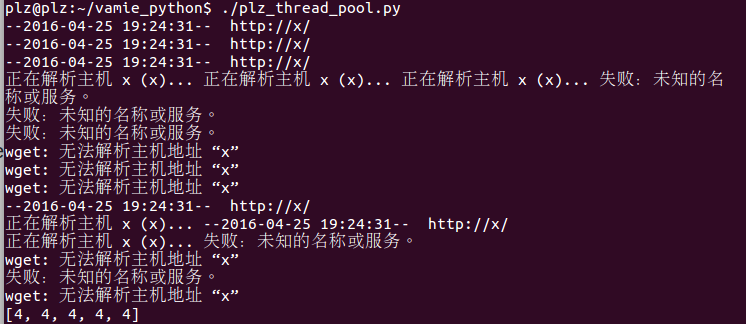 plz@plz:~/vamie_python$ ./plz_thread_pool.py
--2016-04-25 19:24:31--  http://x/
--2016-04-25 19:24:31--  http://x/
--2016-04-25 19:24:31--  http://x/
正在解析主机 x (x)... 正在解析主机 x (x)... 正在解析主机 x (x)... 失败：未知的名
称或服务。
失败：未知的名称或服务。
失败：未知的名称或服务。
wget: 无法解析主机地址 “x”
wget: 无法解析主机地址 “x”
wget: 无法解析主机地址 “x”
--2016-04-25 19:24:31--  http://x/
正在解析主机 x (x)... --2016-04-25 19:24:31--  http://x/
正在解析主机 x (x)... 失败：未知的名称或服务。
wget: 无法解析主机地址 “x”
失败：未知的名称或服务。
wget: 无法解析主机地址 “x”
[4, 4, 4, 4, 4]